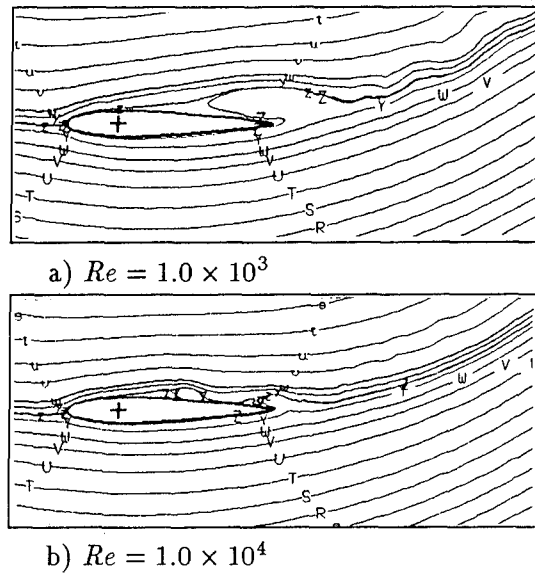 t
u
u
Y
Z
Z
Y
W
V
W
V
U
U
T
T
S
S
R
a) Re = 1.0 × 10³
t
t
u
u
Z
Y
W
V
W
V
W
V
U
U
T
T
S
R
b) Re = 1.0 × 10⁴